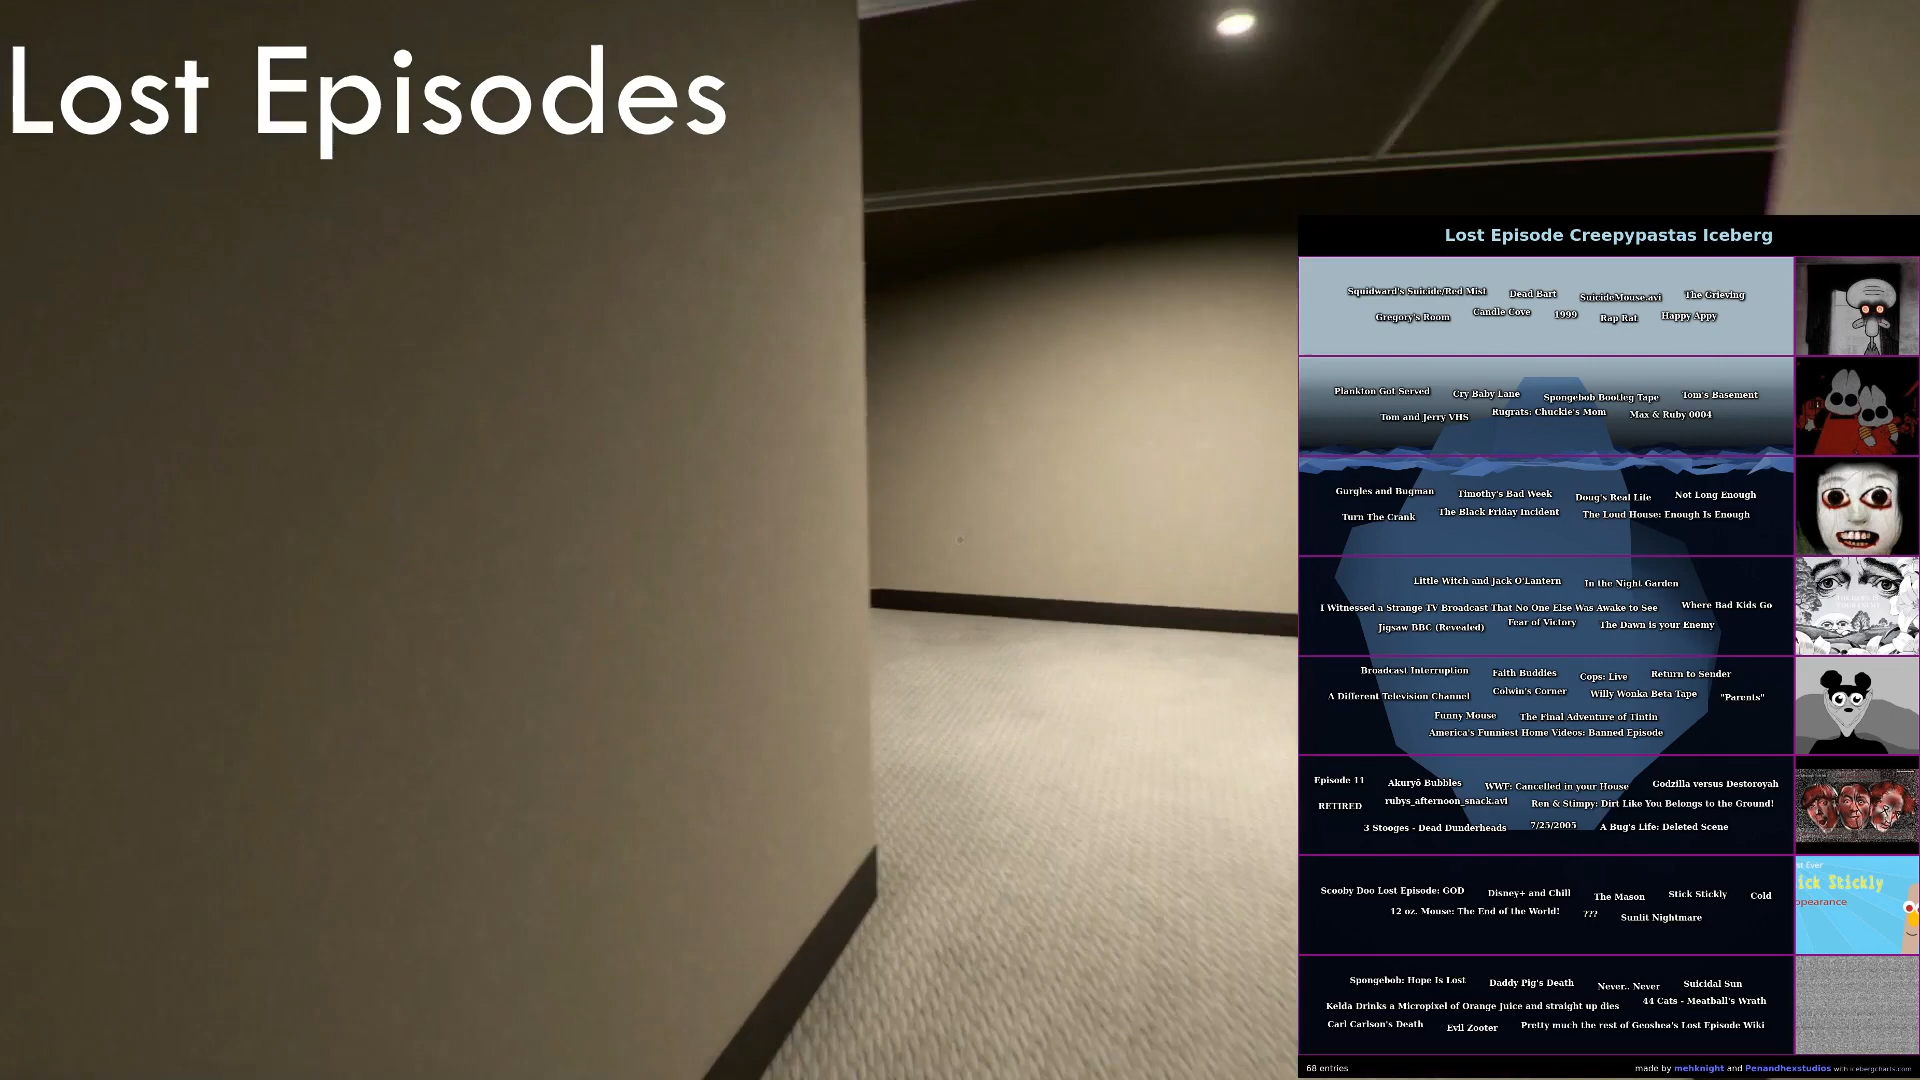 Lost Episodes
Lost Episode Creepypastas Iceberg
Squidward's Suicide/Red Mist Dead Bart SuicideMouse.avi The Grieving
Gregory's Room Candle Cove 1999 Rap Rat Happy Appy
Plankton Got Served Cry Baby Lane Spongebob Bootleg Tape Tom's Basement
Tom and Jerry VHS Rugrats: Chuckie's Mom Max & Ruby 0004
Gurgles and Bugman Timothy's Bad Week Doug's Real Life Not Long Enough
Turn The Crank The Black Friday Incident The Loud House: Enough Is Enough
Little Witch and Jack O'Lantern In the Night Garden
I Witnessed a Strange TV Broadcast That No One Else Was Awake to See Where Bad Kids Go
Jigsaw BBC (Revealed) Fear of Victory The Dawn is your Enemy
Broadcast Interruption Faith Buddies Cops: Live Return to Sender
A Different Television Channel Colwin's Corner Willy Wonka Beta Tape "Parents"
Funny Mouse The Final Adventure of Tintin
America's Funniest Home Videos: Banned Episode
Episode 11 Akuryō Bubbles WWF: Cancelled in your House Godzilla versus Destoroyah
RETIRED rubys_afternoon_snack.avi Ren & Stimpy: Dirt Like You Belongs to the Ground!
3 Stooges - Dead Dunderheads 7/25/2005 A Bug's Life: Deleted Scene
Scooby Doo Lost Episode: GOD Disney+ and Chill The Mason Stick Stickly Cold
12 oz. Mouse: The End of the World! ??? Sunlit Nightmare
st Ever
ick Stickly
ppearance
Spongebob: Hope Is Lost Daddy Pig's Death Never.. Never Suicidal Sun
Kelda Drinks a Micropixel of Orange Juice and straight up dies 44 Cats - Meatball's Wrath
Carl Carlson's Death Evil Zooter Pretty much the rest of Geoshea's Lost Episode Wiki
68 entries made by mehknight and Penandhexstudios with icebergcharts.com